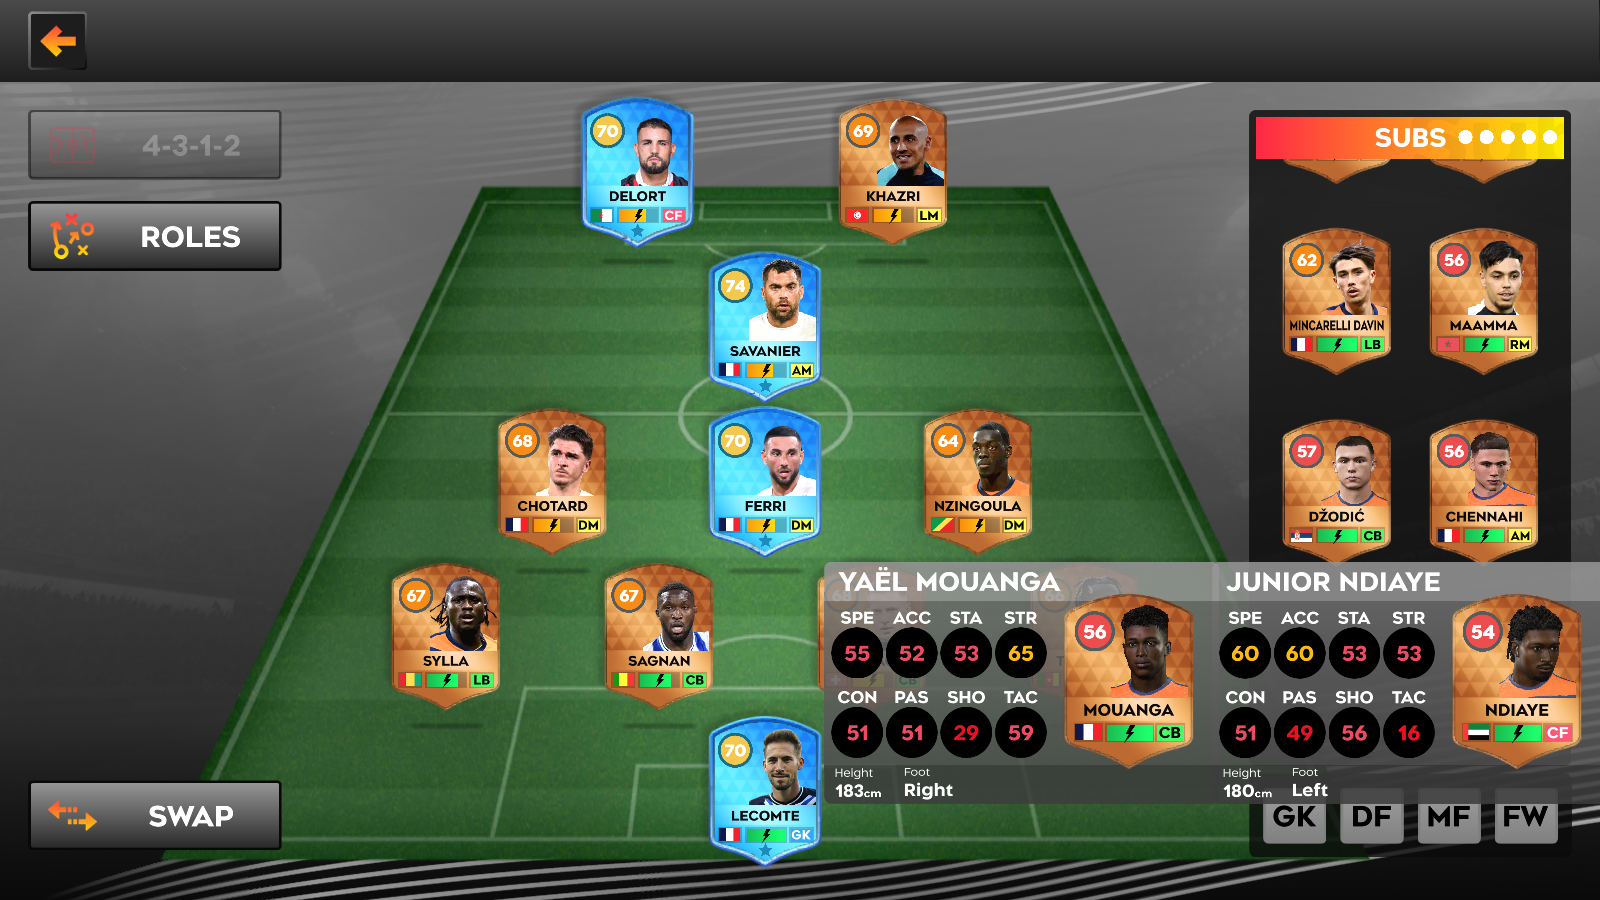 4-3-1-2
ROLES
SWAP
70
DELORT
CF
69
KHAZRI
LM
74
SAVANIER
AM
68
CHOTARD
DM
70
FERRI
DM
64
NZINGOULA
DM
67
SYLLA
LB
67
SAGNAN
CB
68
CB
66
70
LECOMTE
GK
SUBS
62
MINCARELLI DAVIN
LB
56
MAAMMA
RM
57
DŽODIĆ
CB
56
CHENNAHI
AM
YAËL MOUANGA
SPE ACC STA STR
55 52 53 65
CON PAS SHO TAC
51 51 29 59
Height Foot
183cm Right
56
MOUANGA
CB
JUNIOR NDIAYE
SPE ACC STA STR
60 60 53 53
CON PAS SHO TAC
51 49 56 16
Height Foot
180cm Left
54
NDIAYE
CF
GK DF MF FW